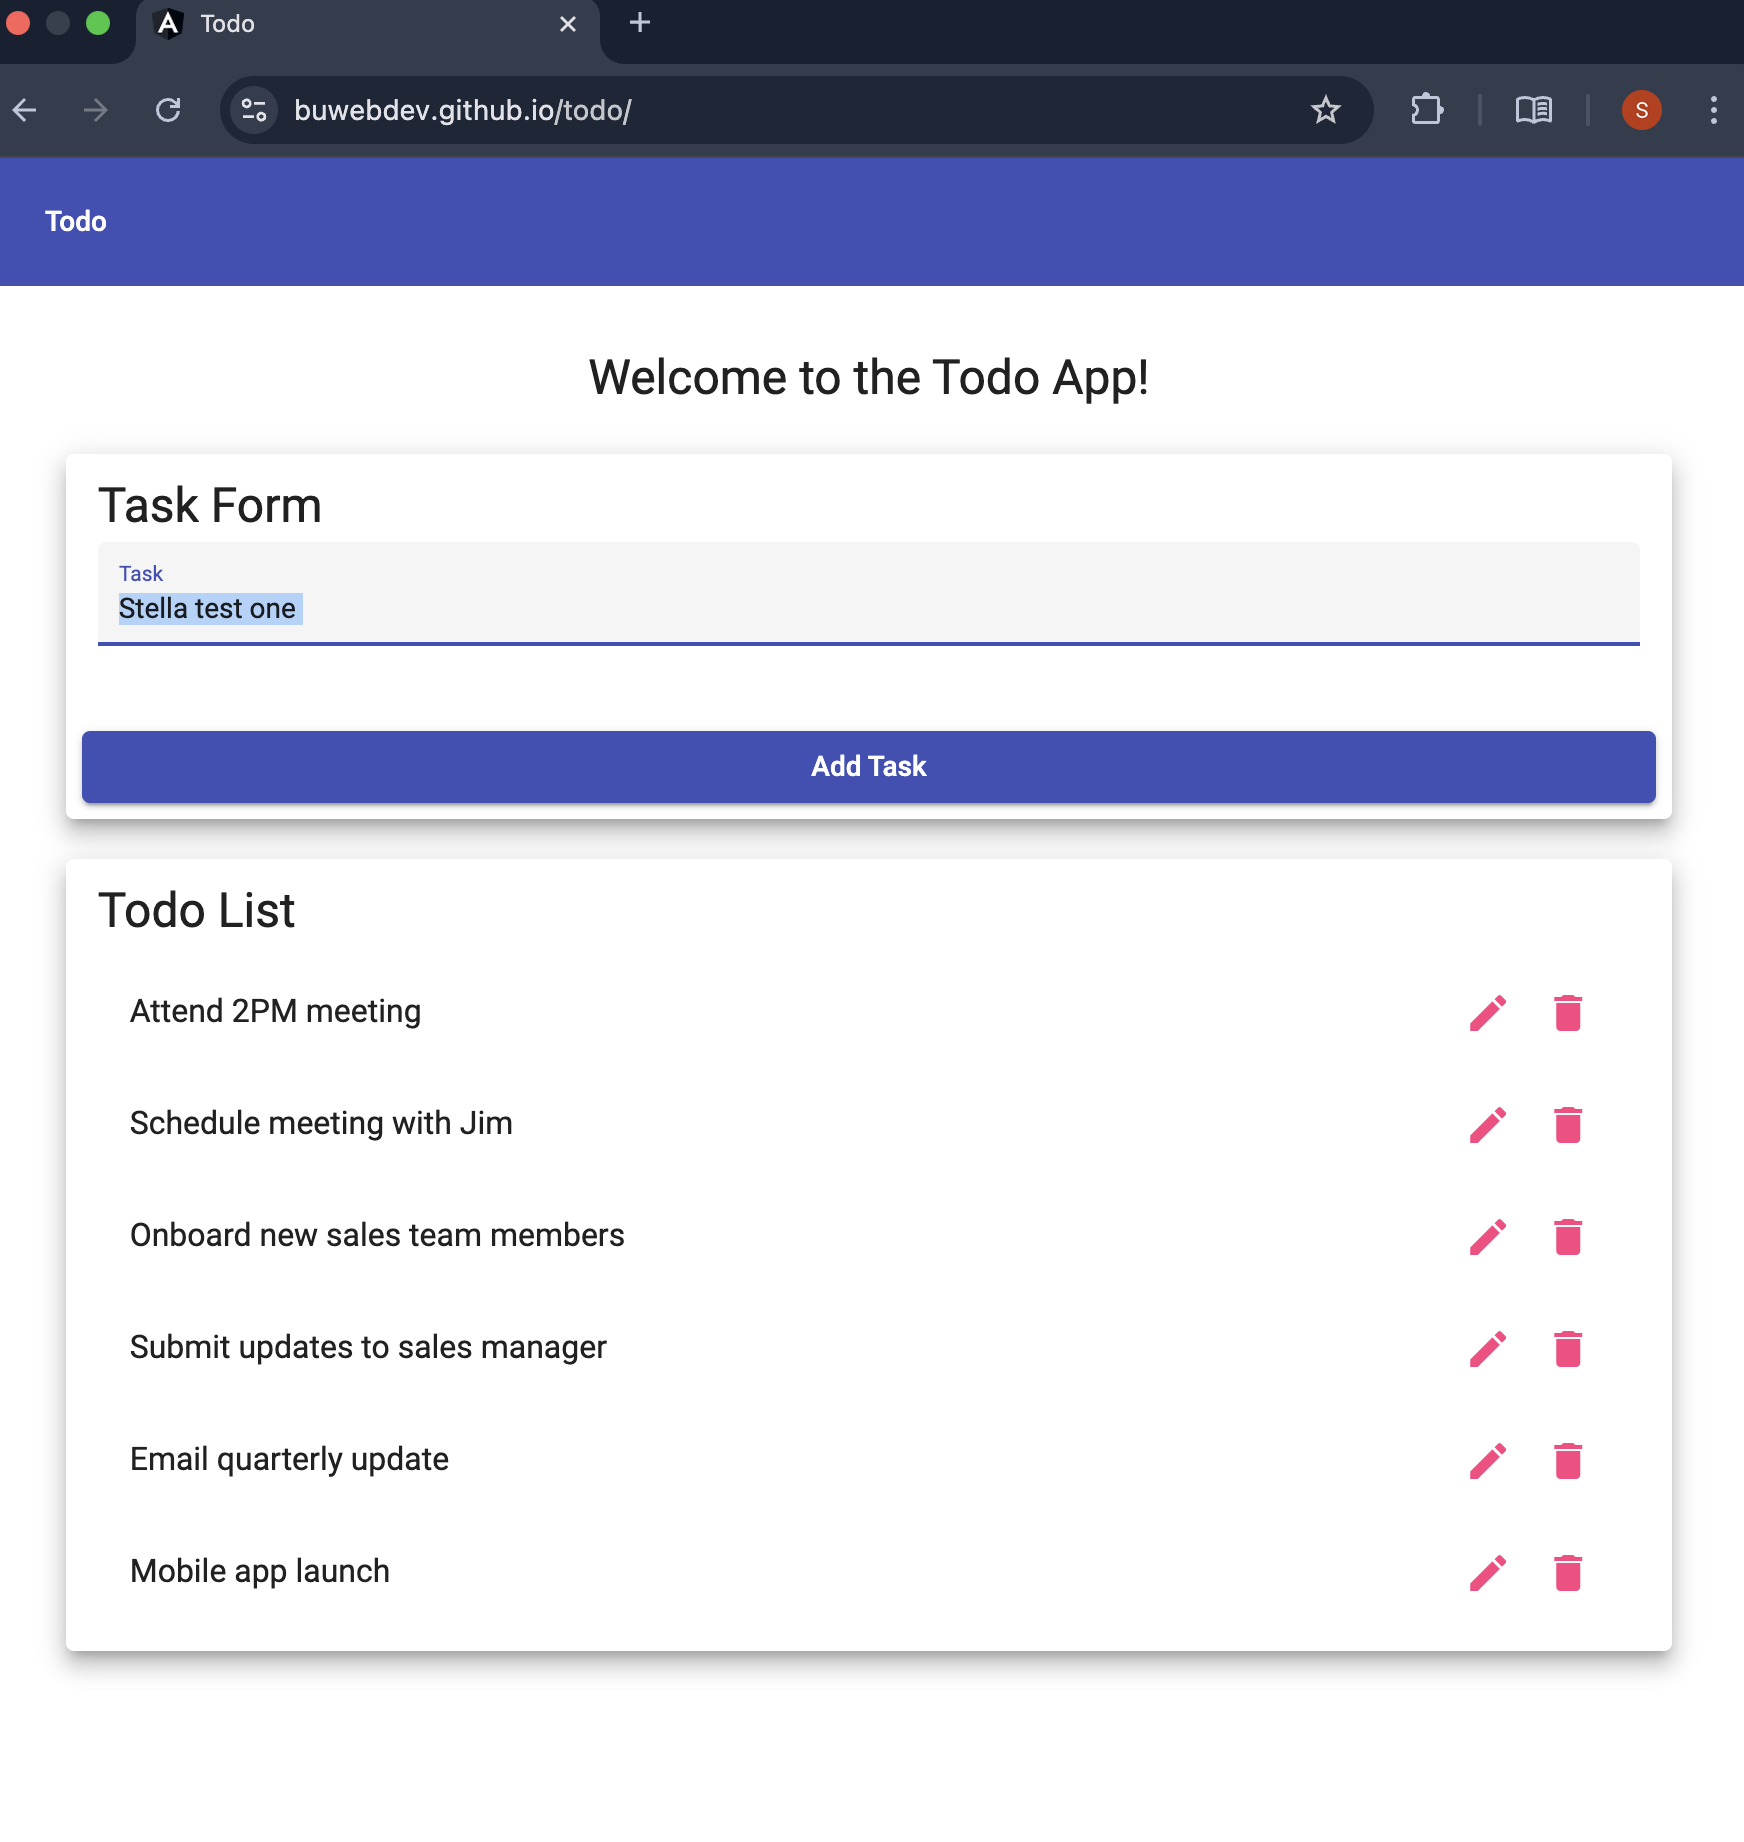 Todo
buwebdev.github.io/todo/
S
Todo
Welcome to the Todo App!
Task Form
Task
Stella test one
Add Task
Todo List
Attend 2PM meeting
Schedule meeting with Jim
Onboard new sales team members
Submit updates to sales manager
Email quarterly update
Mobile app launch